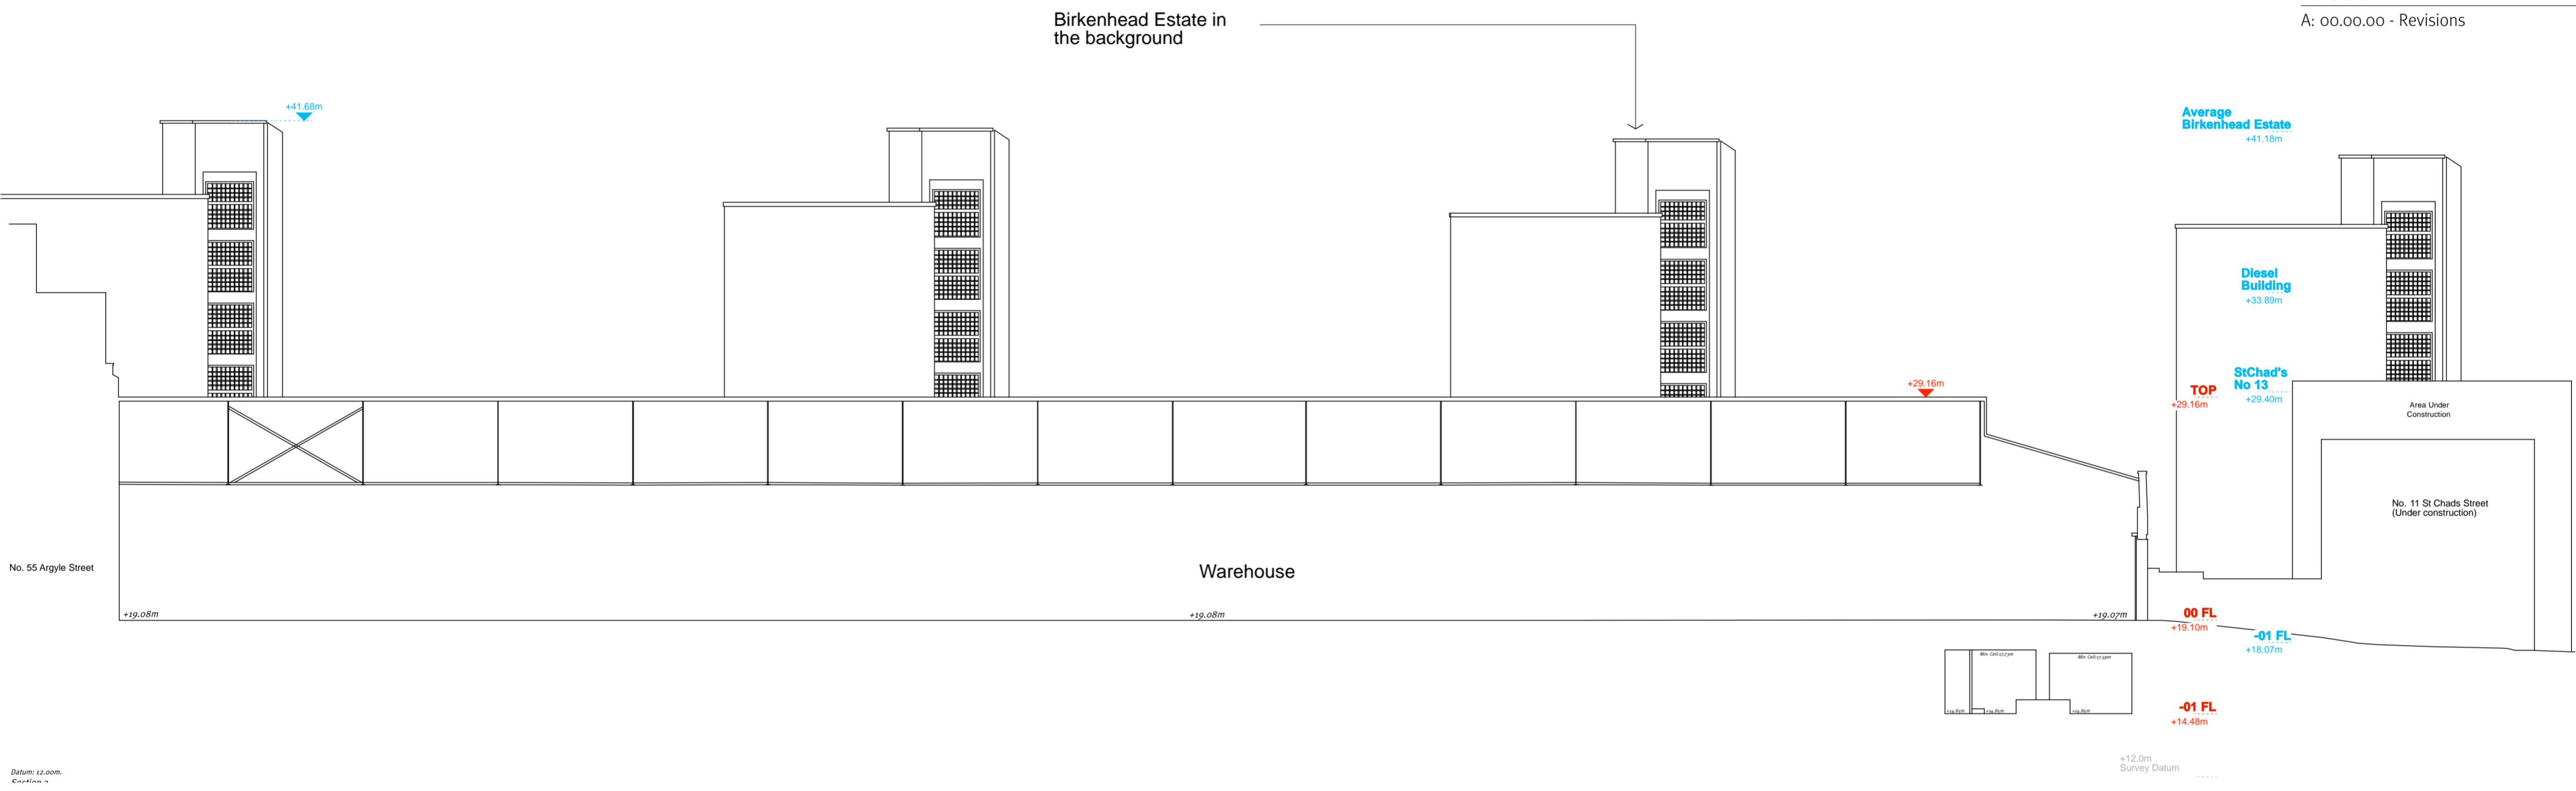 Birkenhead Estate in
the background
A: 00.00.00 - Revisions
+41.68m
Average
Birkenhead Estate
+41.18m
Diesel
Building
+33.89m
+29.16m
TOP
+29.16m
StChad's
No 13
+29.40m
Area Under
Construction
No. 11 St Chads Street
(Under construction)
No. 55 Argyle Street
Warehouse
+19.08m
+19.08m
+19.07m
00 FL
+19.10m
-01 FL
+18.07m
-01 FL
+14.48m
+12.0m
Survey Datum
Datum: 12.00m.